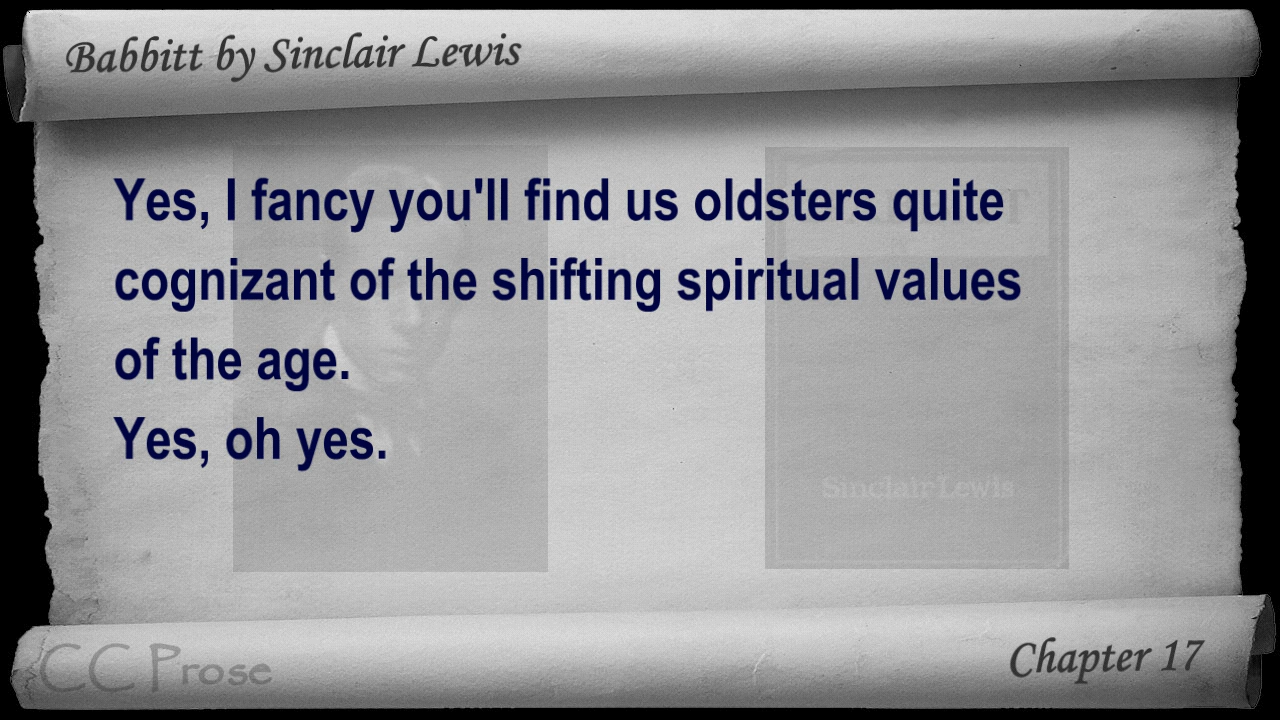 Babbitt by Sinclair Lewis
Yes, I fancy you'll find us oldsters quite
cognizant of the shifting spiritual values
of the age.
Yes, oh yes.
Sinclair Lewis
CC Prose
Chapter 17